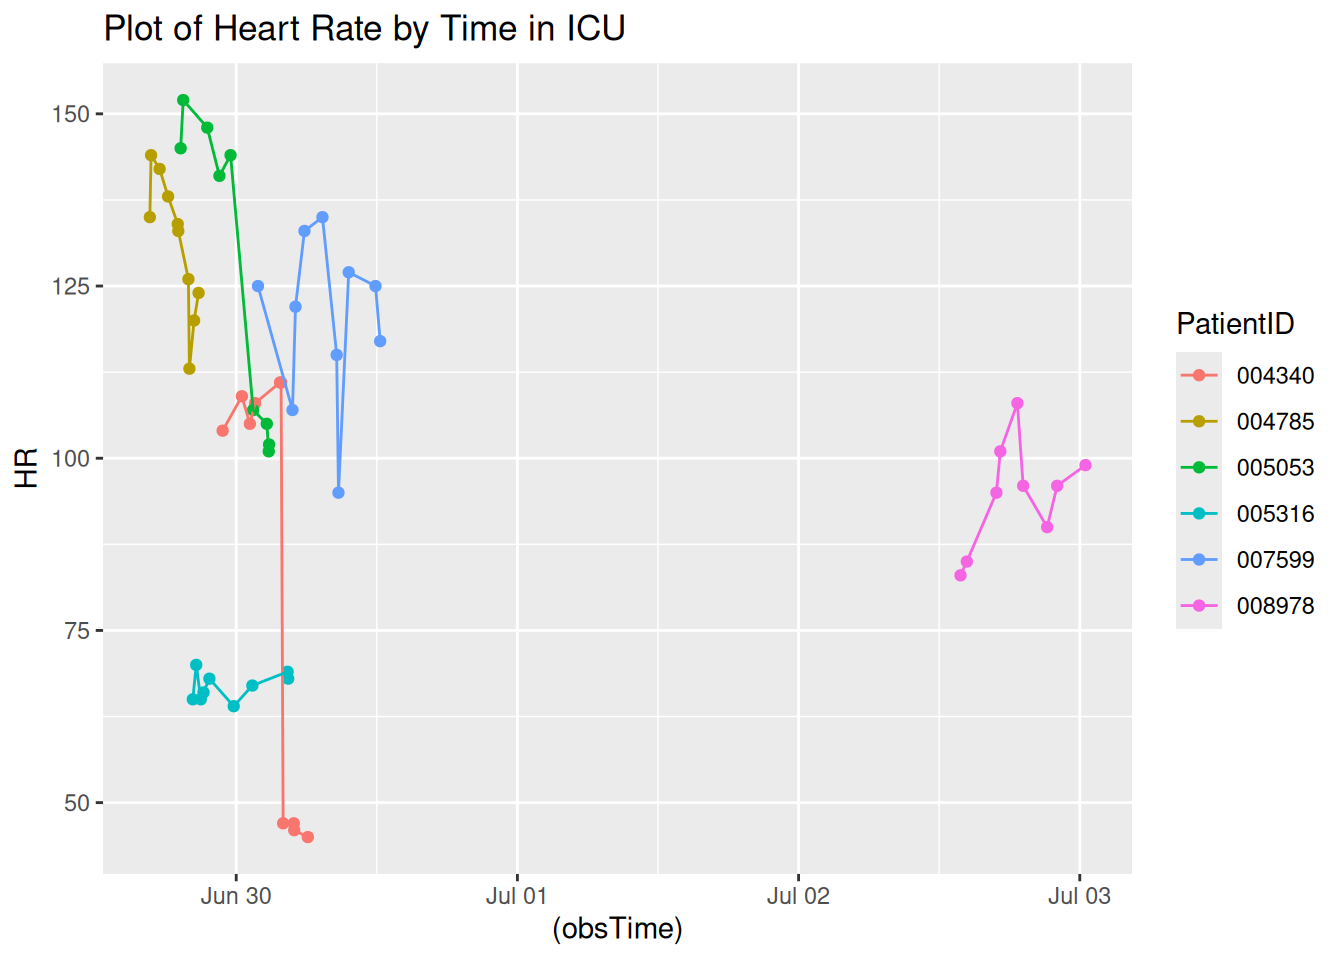 Plot of Heart Rate by Time in ICU
150
125
100
75
50
HR
Jun 30
Jul 01
Jul 02
Jul 03
(obsTime)
PatientID
004340
004785
005053
005316
007599
008978